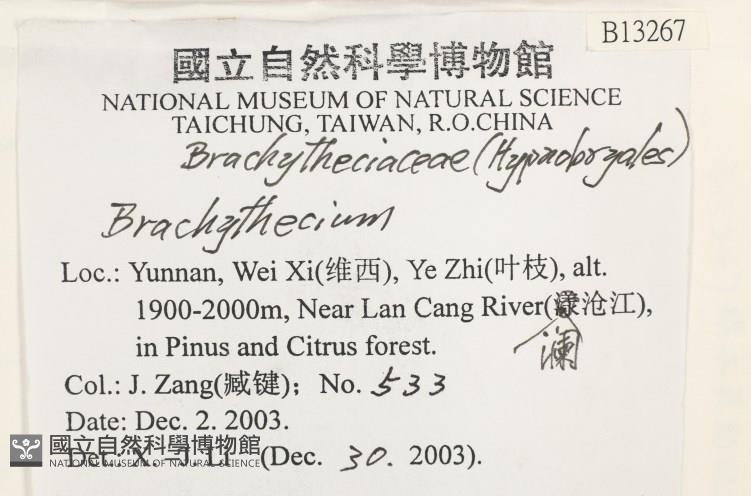 B13267
國立自然科學博物館
NATIONAL MUSEUM OF NATURAL SCIENCE
TAICHUNG, TAIWAN, R.O.CHINA
Brachytheciaceae (Hypnobryales)
Brachythecium
Loc.: Yunnan, Wei Xi(维西), Ye Zhi(叶枝), alt.
1900-2000m, Near Lan Cang River(沧江),
澜
in Pinus and Citrus forest.
Col.: J. Zang(臧键); No. 533
Date: Dec. 2. 2003.
國立自然科學博物館
NATIONAL MUSEUM OF NATURAL SCIENCE
Det.: X.-J. Li (Dec. 30. 2003).